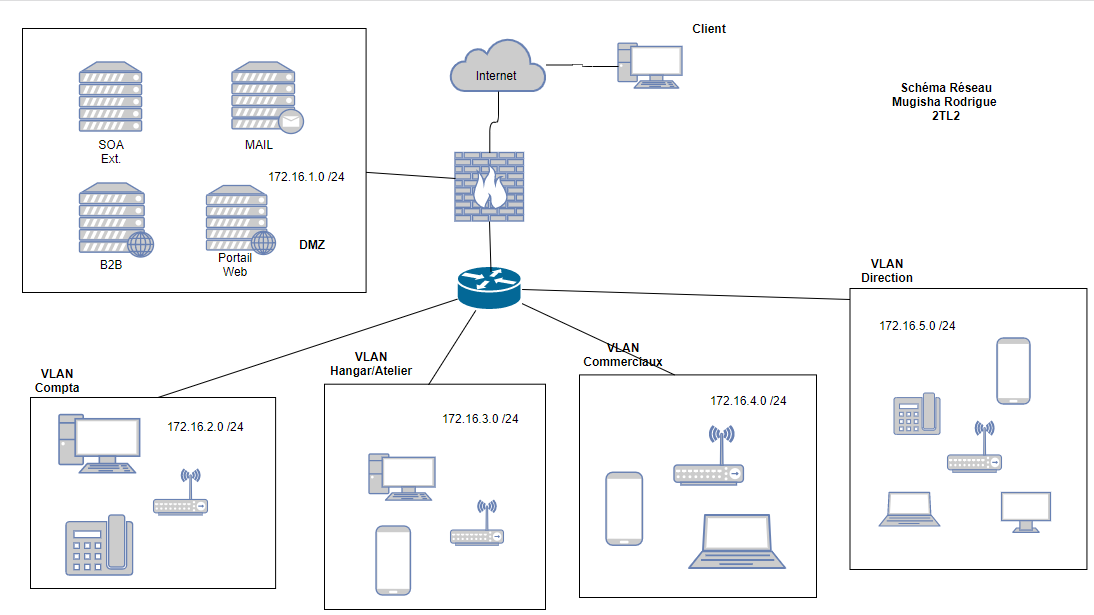 Client
Internet
Schéma Réseau
Mugisha Rodrigue
2TL2
SOA
Ext.
MAIL
172.16.1.0 /24
B2B
Portail
Web
DMZ
VLAN
Direction
172.16.5.0 /24
VLAN
Compta
172.16.2.0 /24
VLAN
Hangar/Atelier
172.16.3.0 /24
VLAN
Commerciaux
172.16.4.0 /24